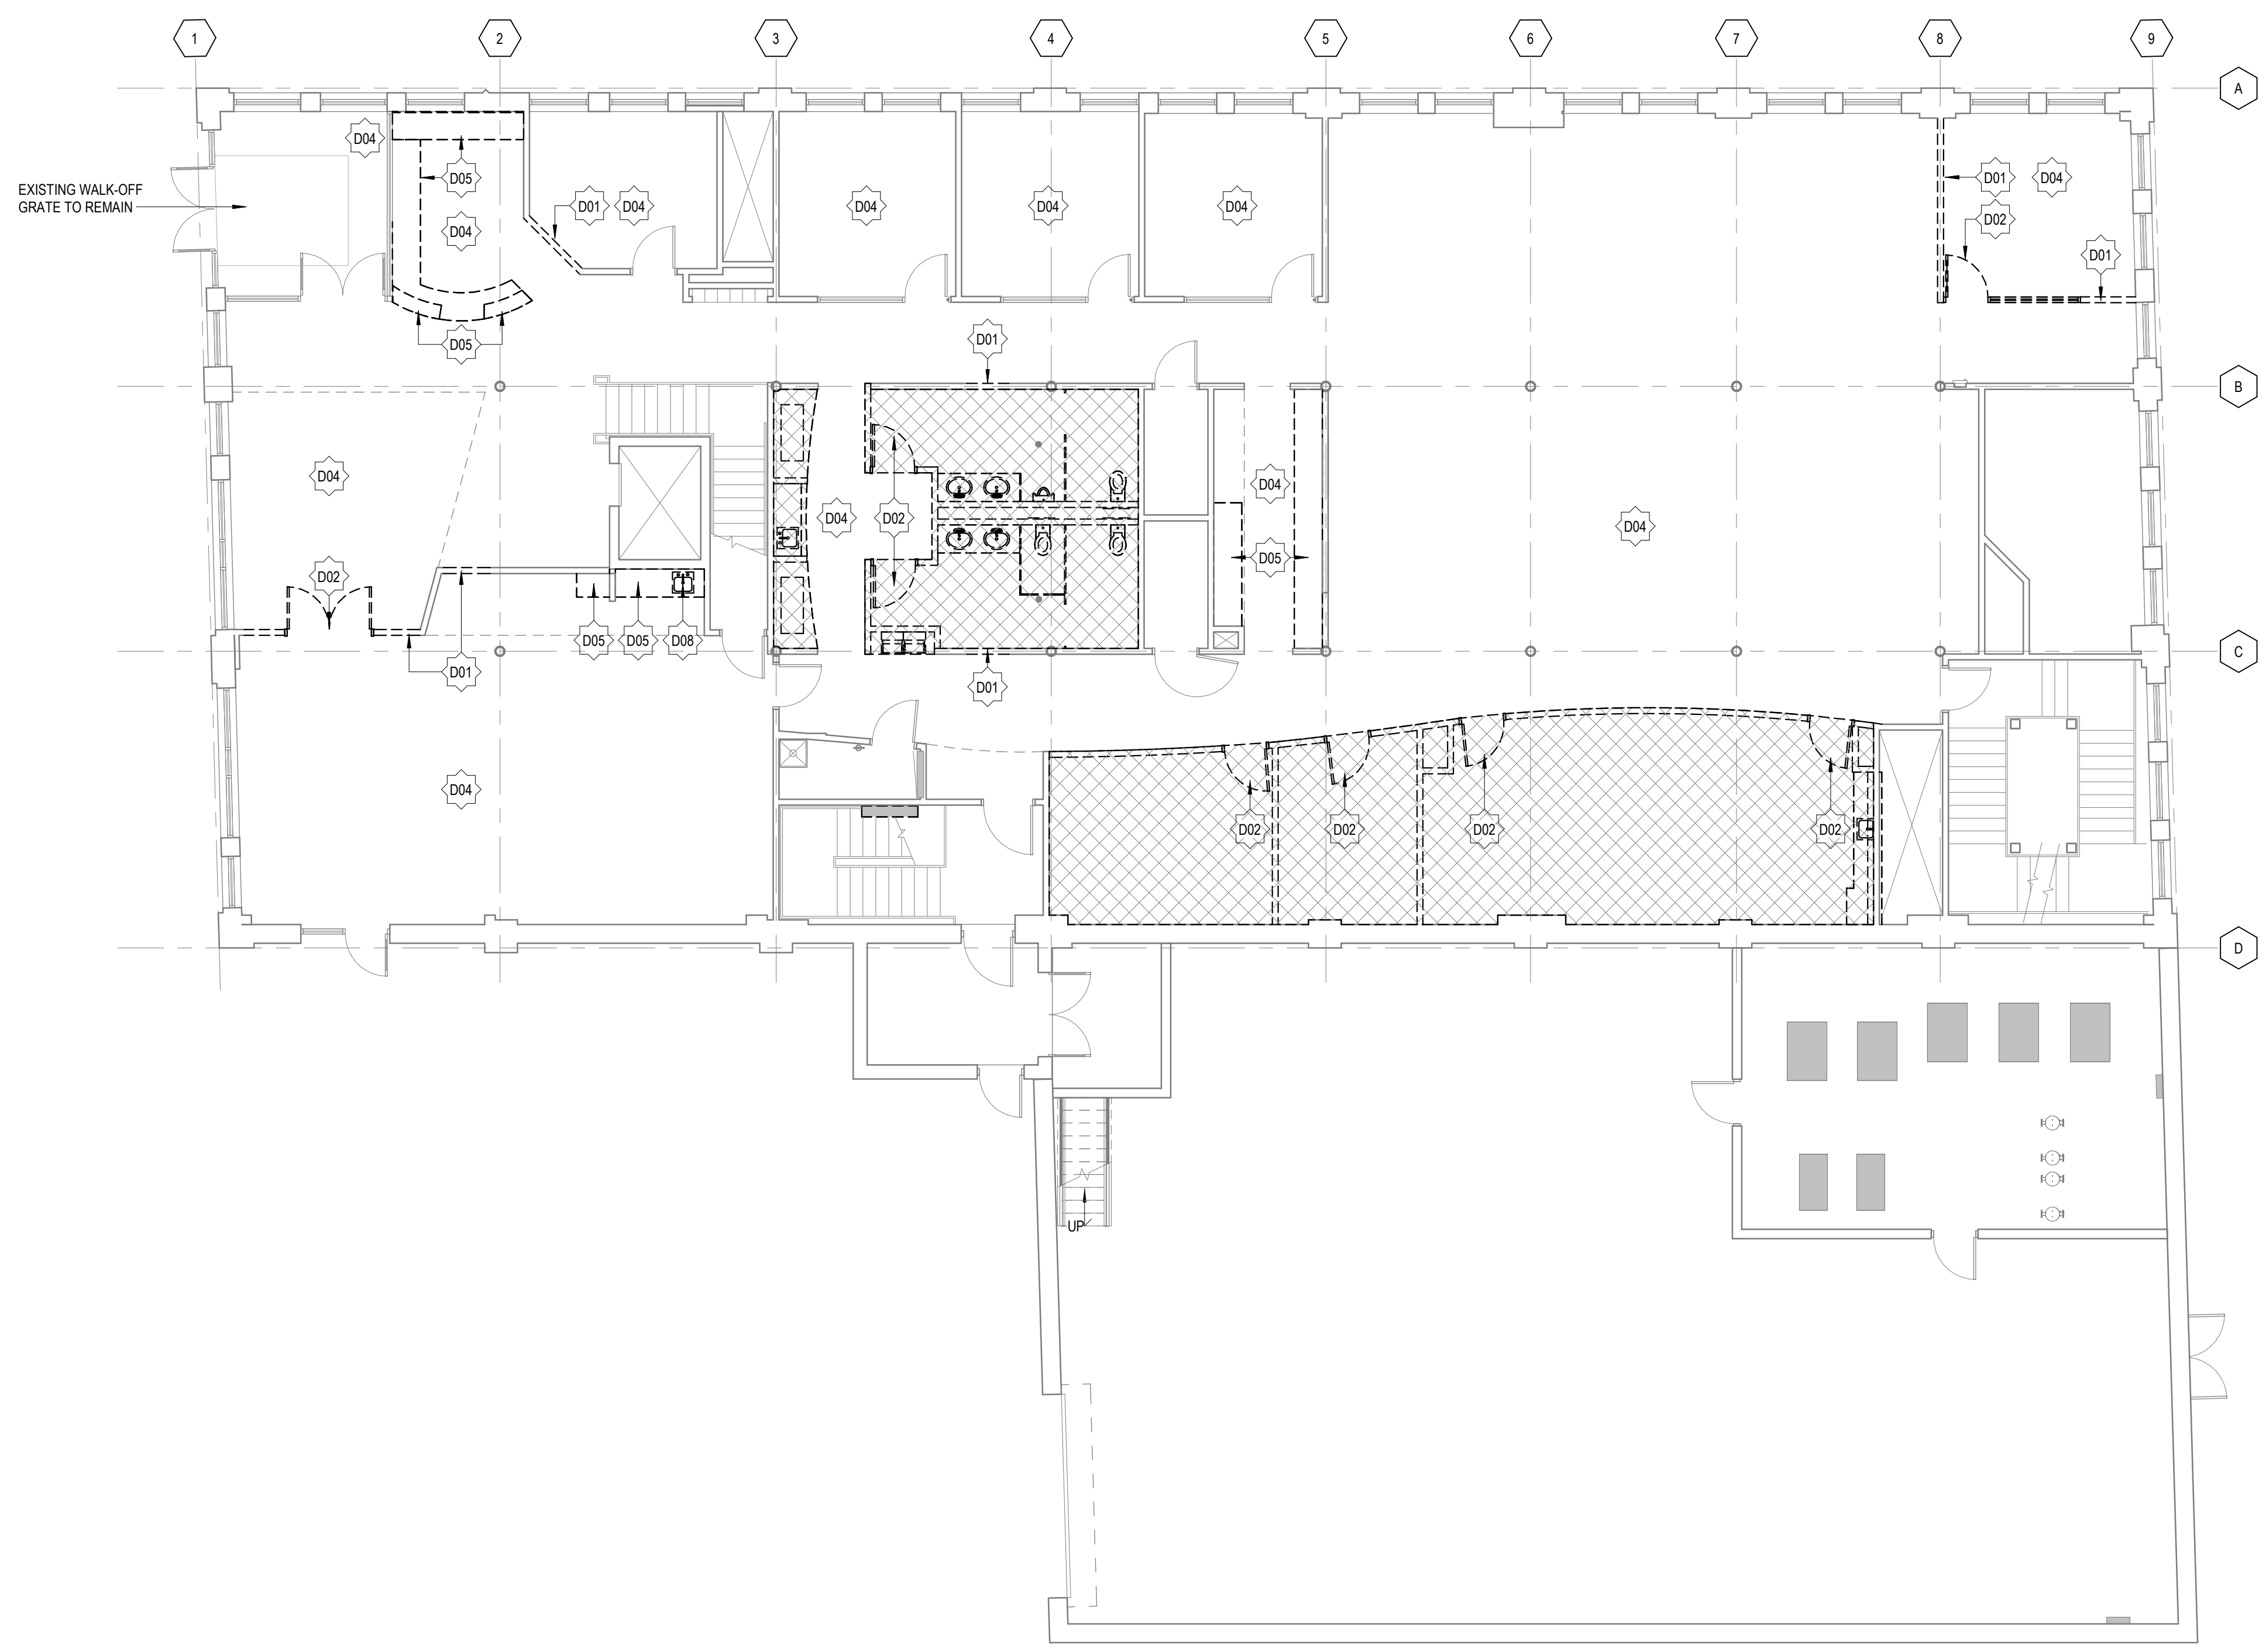 1 2 3 4 5 6 7 8 9
A
D04
D05
EXISTING WALK-OFF
GRATE TO REMAIN
D01 D04
D04
D04
D04
D01 D04
D02
D04
D01
D05
D01
B
D04
D04
D02
D04
D04
D05
D02
D05 D05 D08
D01
D01
C
D04
D02
D02
D02
D02
D
UP